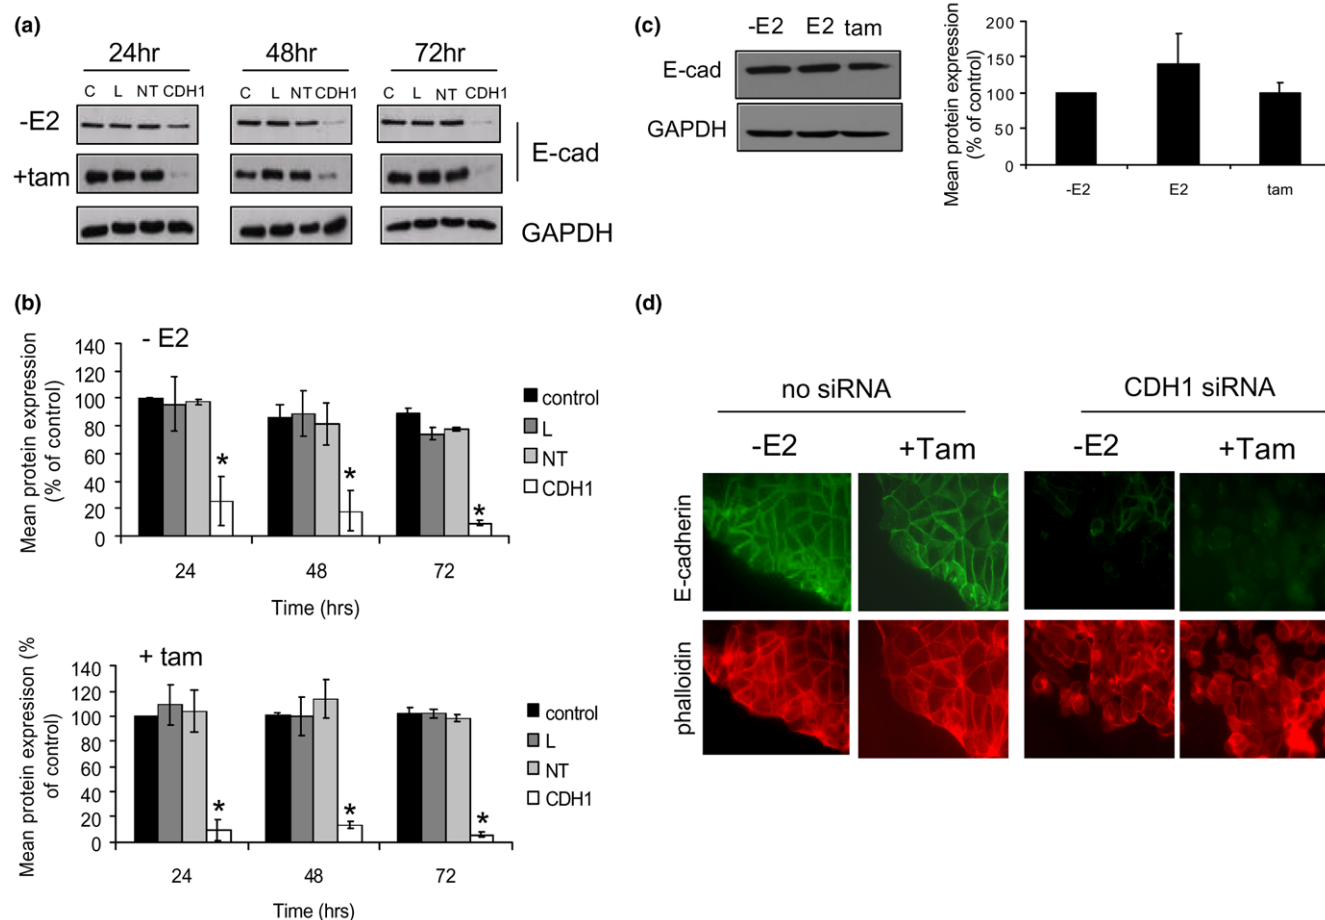 (a)
24hr 48hr 72hr
C L NT CDH1 C L NT CDH1 C L NT CDH1
-E2
E-cad
+tam
GAPDH
(b)
- E2
Mean protein expression
(% of control)
140
120
100
80
60
40
20
0
* * *
24 48 72
Time (hrs)
control
L
NT
CDH1
+ tam
Mean protein expresison (%
of control)
140
120
100
80
60
40
20
0
* * *
24 48 72
Time (hrs)
control
L
NT
CDH1
(c)
-E2 E2 tam
E-cad
GAPDH
Mean protein expression
(% of control)
200
150
100
50
0
-E2 E2 tam
(d)
no siRNA CDH1 siRNA
-E2 +Tam -E2 +Tam
E-cadherin
phalloidin